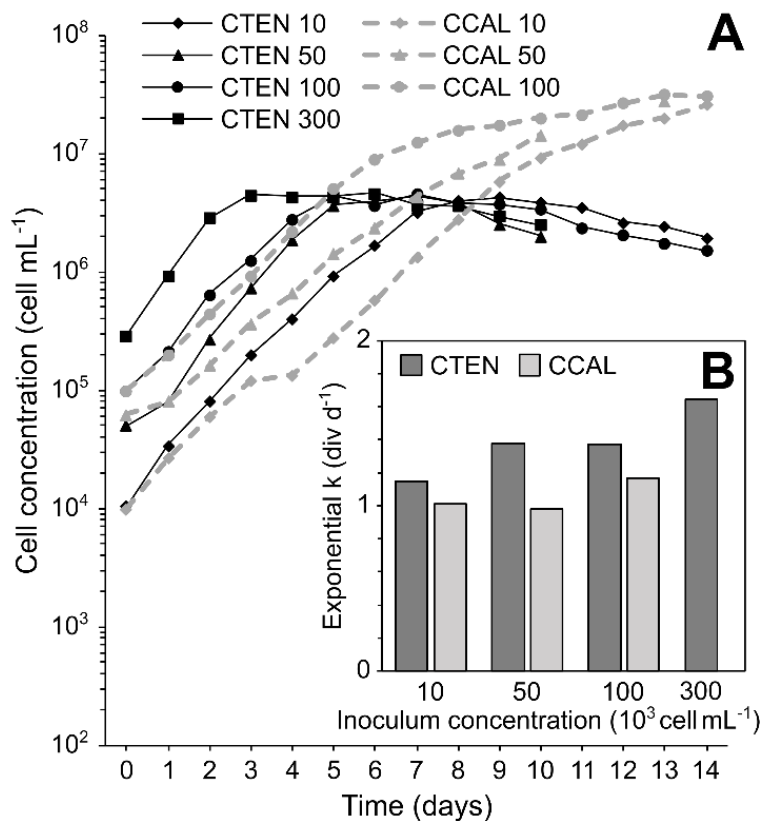 A
CTEN 10 CCAL 10
CTEN 50 CCAL 50
CTEN 100 CCAL 100
CTEN 300
Cell concentration (cell mL⁻¹)
10⁸
10⁷
10⁶
10⁵
10⁴
10³
10²
0 1 2 3 4 5 6 7 8 9 10 11 12 13 14
Time (days)
B
CTEN CCAL
Exponential k (div d⁻¹)
2
1
0
10 50 100 300
Inoculum concentration (10³ cell mL⁻¹)